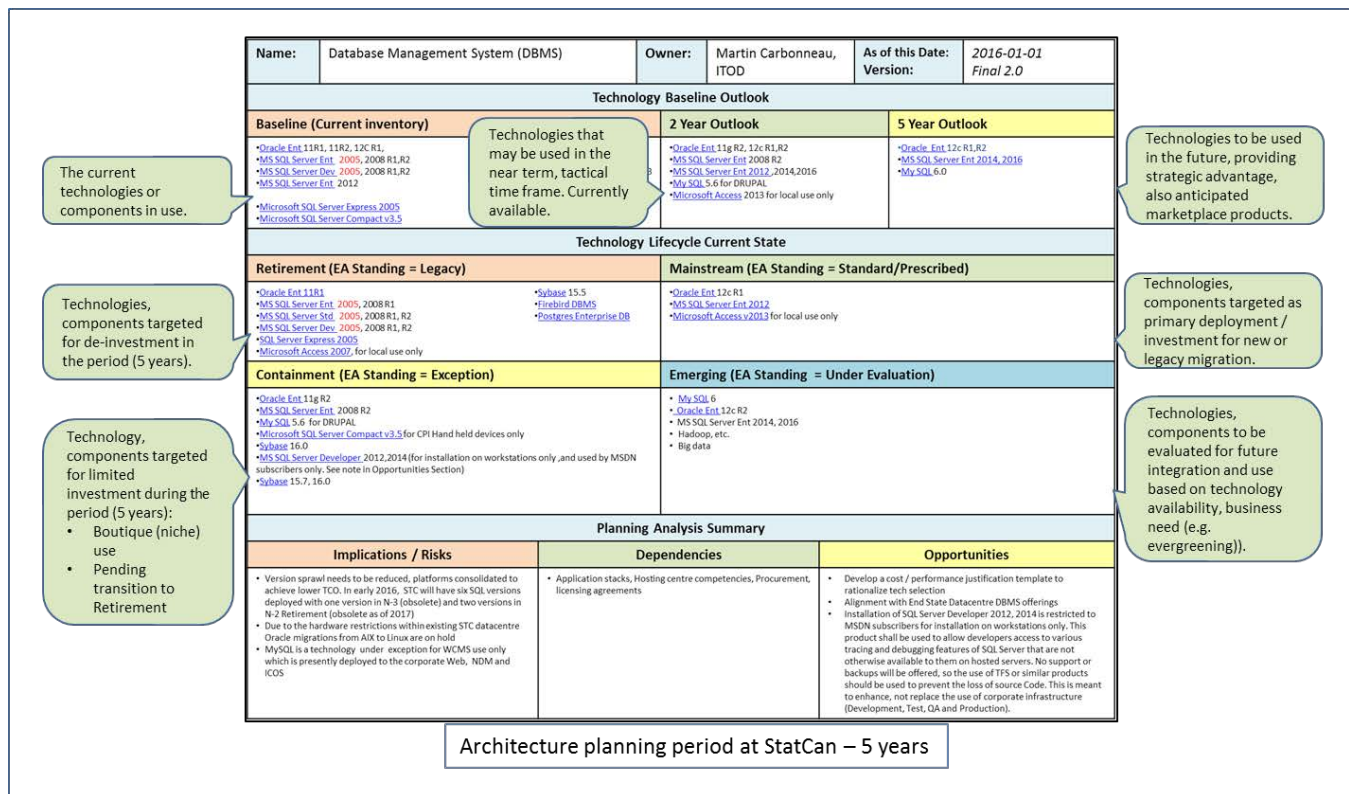 Name:
Database Management System (DBMS)
Owner:
Martin Carbonneau,
ITOD
As of this Date:
Version:
2016-01-01
Final 2.0
Technology Baseline Outlook
Baseline (Current inventory)
2 Year Outlook
5 Year Outlook
•Oracle Ent 11R1, 11R2, 12C R1,
•MS SQL Server Ent 2005, 2008 R1,R2
•MS SQL Server Dev 2005, 2008 R1,R2
•MS SQL Server Ent 2012
•Microsoft SQL Server Express 2005
•Microsoft SQL Server Compact v3.5
3
•Oracle Ent 11g R2, 12c R1,R2
•MS SQL Server Ent 2008 R2
•MS SQL Server Ent 2012 ,2014,2016
•My SQL 5.6 for DRUPAL
•Microsoft Access 2013 for local use only
•Oracle Ent 12c R1,R2
•MS SQL Server Ent 2014, 2016
•My SQL 6.0
The current
technologies or
components in use.
Technologies that
may be used in the
near term, tactical
time frame. Currently
available.
Technologies to be used
in the future, providing
strategic advantage,
also anticipated
marketplace products.
Technology Lifecycle Current State
Retirement (EA Standing = Legacy)
Mainstream (EA Standing = Standard/Prescribed)
•Oracle Ent 11R1
•MS SQL Server Ent 2005, 2008 R1
•MS SQL Server Std 2005, 2008 R1, R2
•MS SQL Server Dev 2005, 2008 R1, R2
•SQL Server Express 2005
•Microsoft Access 2007, for local use only
•Sybase 15.5
•Firebird DBMS
•Postgres Enterprise DB
•Oracle Ent 12c R1
•MS SQL Server Ent 2012
•Microsoft Access v2013 for local use only
Technologies,
components targeted
for de-investment in
the period (5 years).
Technologies,
components targeted as
primary deployment /
investment for new or
legacy migration.
Containment (EA Standing = Exception)
Emerging (EA Standing = Under Evaluation)
•Oracle Ent 11g R2
•MS SQL Server Ent 2008 R2
•My SQL 5.6 for DRUPAL
•Microsoft SQL Server Compact v3.5 for CPI Hand held devices only
•Sybase 16.0
•MS SQL Server Developer 2012,2014 (for installation on workstations only ,and used by MSDN
subscribers only. See note in Opportunities Section)
•Sybase 15.7, 16.0
• My SQL 6
• Oracle Ent 12c R2
• MS SQL Server Ent 2014, 2016
• Hadoop, etc.
• Big data
Technology,
components targeted
for limited
investment during the
period (5 years):
• Boutique (niche)
use
• Pending
transition to
Retirement
Technologies,
components to be
evaluated for future
integration and use
based on technology
availability, business
need (e.g.
evergreening)).
Planning Analysis Summary
Implications / Risks
Dependencies
Opportunities
• Version sprawl needs to be reduced, platforms consolidated to
achieve lower TCO. In early 2016, STC will have six SQL versions
deployed with one version in N-3 (obsolete) and two versions in
N-2 Retirement (obsolete as of 2017)
• Due to the hardware restrictions within existing STC datacentre
Oracle migrations from AIX to Linux are on hold
• MySQL is a technology under exception for WCMS use only
which is presently deployed to the corporate Web, NDM and
ICOS
• Application stacks, Hosting centre competencies, Procurement,
licensing agreements
• Develop a cost / performance justification template to
rationalize tech selection
• Alignment with End State Datacentre DBMS offerings
• Installation of SQL Server Developer 2012, 2014 is restricted to
MSDN subscribers for installation on workstations only. This
product shall be used to allow developers access to various
tracing and debugging features of SQL Server that are not
otherwise available to them on hosted servers. No support or
backups will be offered, so the use of TFS or similar products
should be used to prevent the loss of source Code. This is meant
to enhance, not replace the use of corporate infrastructure
(Development, Test, QA and Production).
Architecture planning period at StatCan – 5 years